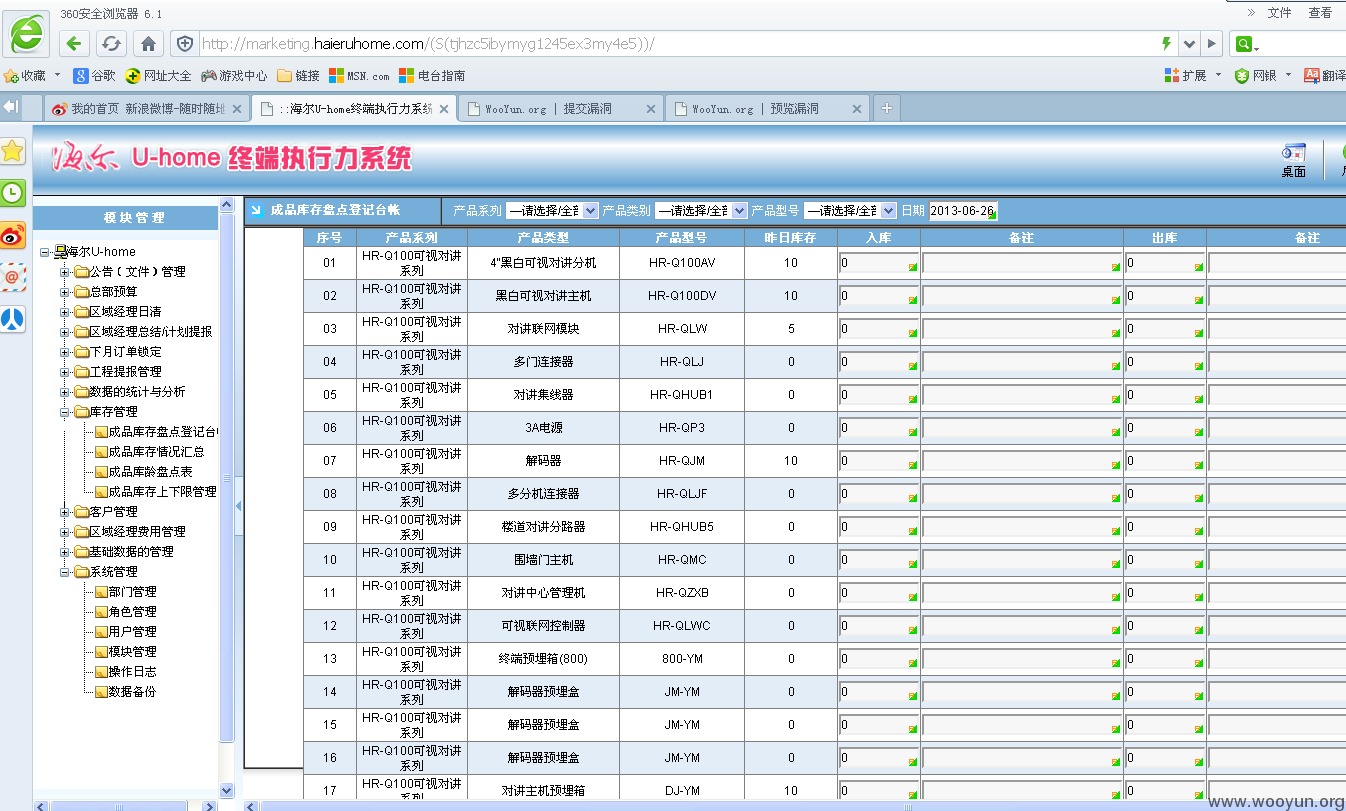 360安全浏览器 6.1
» 文件 查看
http://marketing.haieruhome.com/(S(tjhzc5ibymyg1245ex3my4e5))/
收藏 谷歌 网址大全 游戏中心 链接 MSN.com 电台指南 扩展 网银 翻译
我的首页 新浪微博-随时随地 ::海尔U-home终端执行力系统 WooYun.org | 提交漏洞 WooYun.org | 预览漏洞
海尔 U-home 终端执行力系统
桌面
模块管理
海尔U-home
公告(文件)管理
总部预算
区域经理日清
区域经理总结/计划提报
下月订单锁定
工程提报管理
数据的统计与分析
库存管理
成品库存盘点登记台
成品库存情况汇总
成品库龄盘点表
成品库存上下限管理
客户管理
区域经理费用管理
基础数据的管理
系统管理
部门管理
角色管理
用户管理
模块管理
操作日志
数据备份
成品库存盘点登记台帐 产品系列 —请选择/全部 产品类别 —请选择/全部 产品型号 —请选择/全部 日期 2013-06-26
序号 产品系列 产品类型 产品型号 昨日库存 入库 备注 出库 备注
01 HR-Q100可视对讲系列 4"黑白可视对讲分机 HR-Q100AV 10 0 0
02 HR-Q100可视对讲系列 黑白可视对讲主机 HR-Q100DV 10 0 0
03 HR-Q100可视对讲系列 对讲联网模块 HR-QLW 5 0 0
04 HR-Q100可视对讲系列 多门连接器 HR-QLJ 0 0 0
05 HR-Q100可视对讲系列 对讲集线器 HR-QHUB1 0 0 0
06 HR-Q100可视对讲系列 3A电源 HR-QP3 0 0 0
07 HR-Q100可视对讲系列 解码器 HR-QJM 10 0 0
08 HR-Q100可视对讲系列 多分机连接器 HR-QLJF 0 0 0
09 HR-Q100可视对讲系列 楼道对讲分路器 HR-QHUB5 0 0 0
10 HR-Q100可视对讲系列 围墙门主机 HR-QMC 0 0 0
11 HR-Q100可视对讲系列 对讲中心管理机 HR-QZXB 0 0 0
12 HR-Q100可视对讲系列 可视联网控制器 HR-QLWC 0 0 0
13 HR-Q100可视对讲系列 终端预埋箱(800) 800-YM 0 0 0
14 HR-Q100可视对讲系列 解码器预埋盒 JM-YM 0 0 0
15 HR-Q100可视对讲系列 解码器预埋盒 JM-YM 0 0 0
16 HR-Q100可视对讲系列 解码器预埋盒 JM-YM 0 0 0
17 HR-Q100可视对讲系列 对讲主机预埋箱 DJ-YM 10 0 0
www.wooyun.org